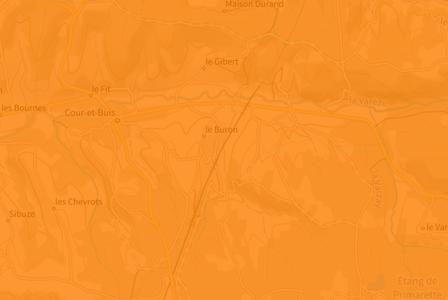 Maison Durand
le Gibert
le Fit
le Varèz
les Bournes
Cour-et-Buis
le Buron
les Chevrots
Sibuze
le Var
Étang de
Primarette